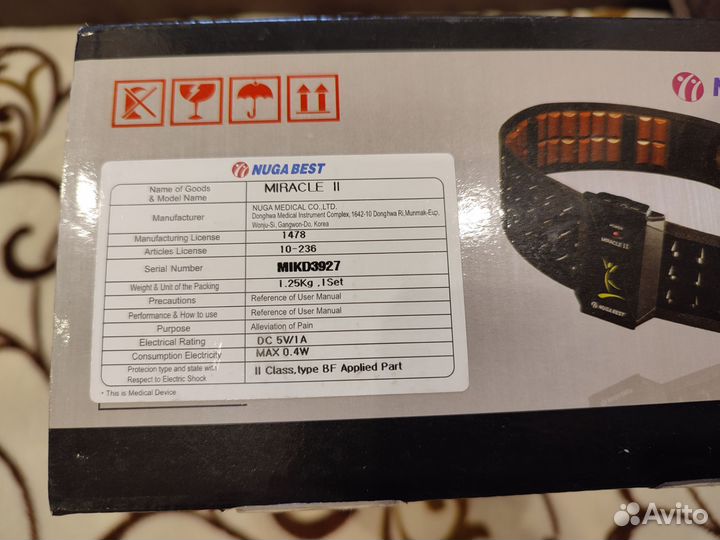 NUGA BEST
Name of Goods & Model Name MIRACLE II
Manufacturer NUGA MEDICAL CO.,LTD.
Donghwa Medical Instrument Complex, 1642-10 Donghwa Ri,Munmak-Eup,
Wonju-Si, Gangwon-Do, Korea
Manufacturing License 1478
Articles License 10-236
Serial Number MIKD3927
Weight & Unit of the Packing 1.25Kg ,1Set
Precautions Reference of User Manual
Performance & How to use Reference of User Manual
Purpose Alleviation of Pain
Electrical Rating DC 5V/1A
Consumption Electricity MAX 0.4W
Protecion type and state with
Respect to Electric Shock II Class,type BF Applied Part
* This is Medical Device
MIRACLE II
NUGA BEST
Avito